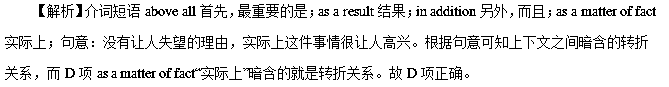 【解析】介词短语 above all 首先，最重要的是；as a result 结果；in addition 另外，而且；as a matter of fact
实际上；句意：没有让人失望的理由，实际上这件事情很让人高兴。根据句意可知上下文之间暗含的转折
关系，而 D 项 as a matter of fact“实际上”暗含的就是转折关系。故 D 项正确。